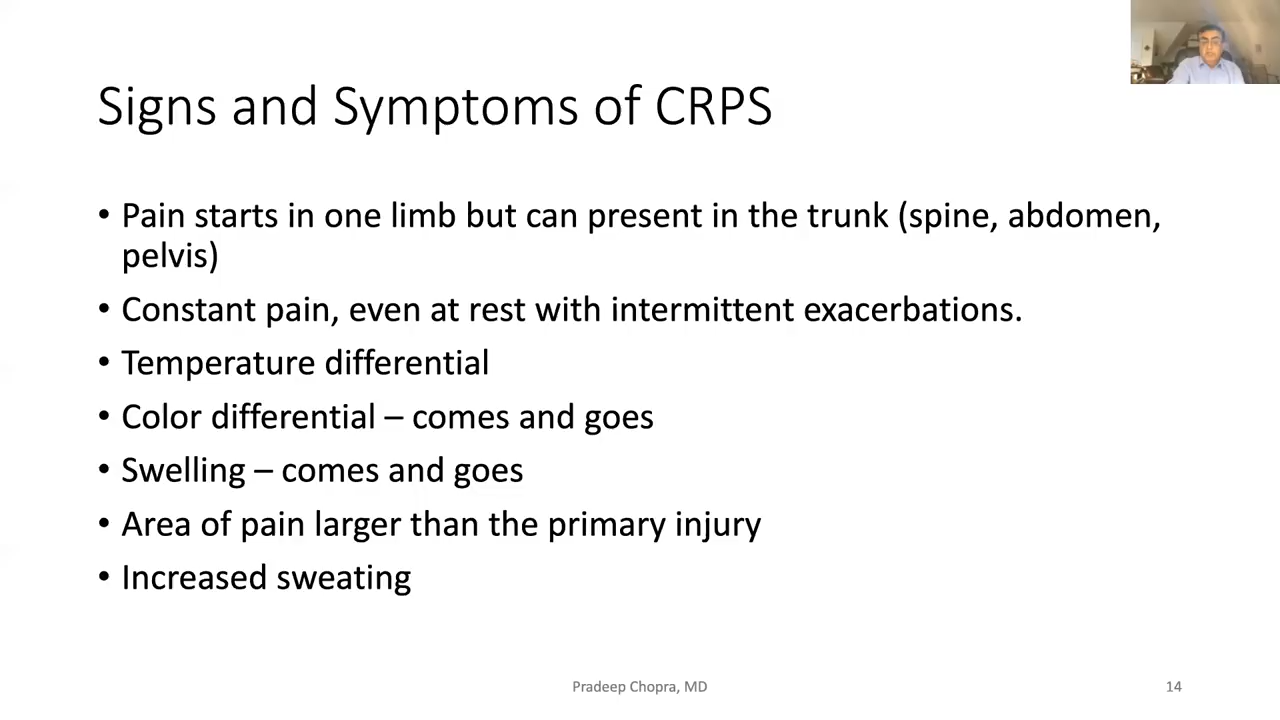 Signs and Symptoms of CRPS
• Pain starts in one limb but can present in the trunk (spine, abdomen,
pelvis)
• Constant pain, even at rest with intermittent exacerbations.
• Temperature differential
• Color differential – comes and goes
• Swelling – comes and goes
• Area of pain larger than the primary injury
• Increased sweating
Pradeep Chopra, MD
14